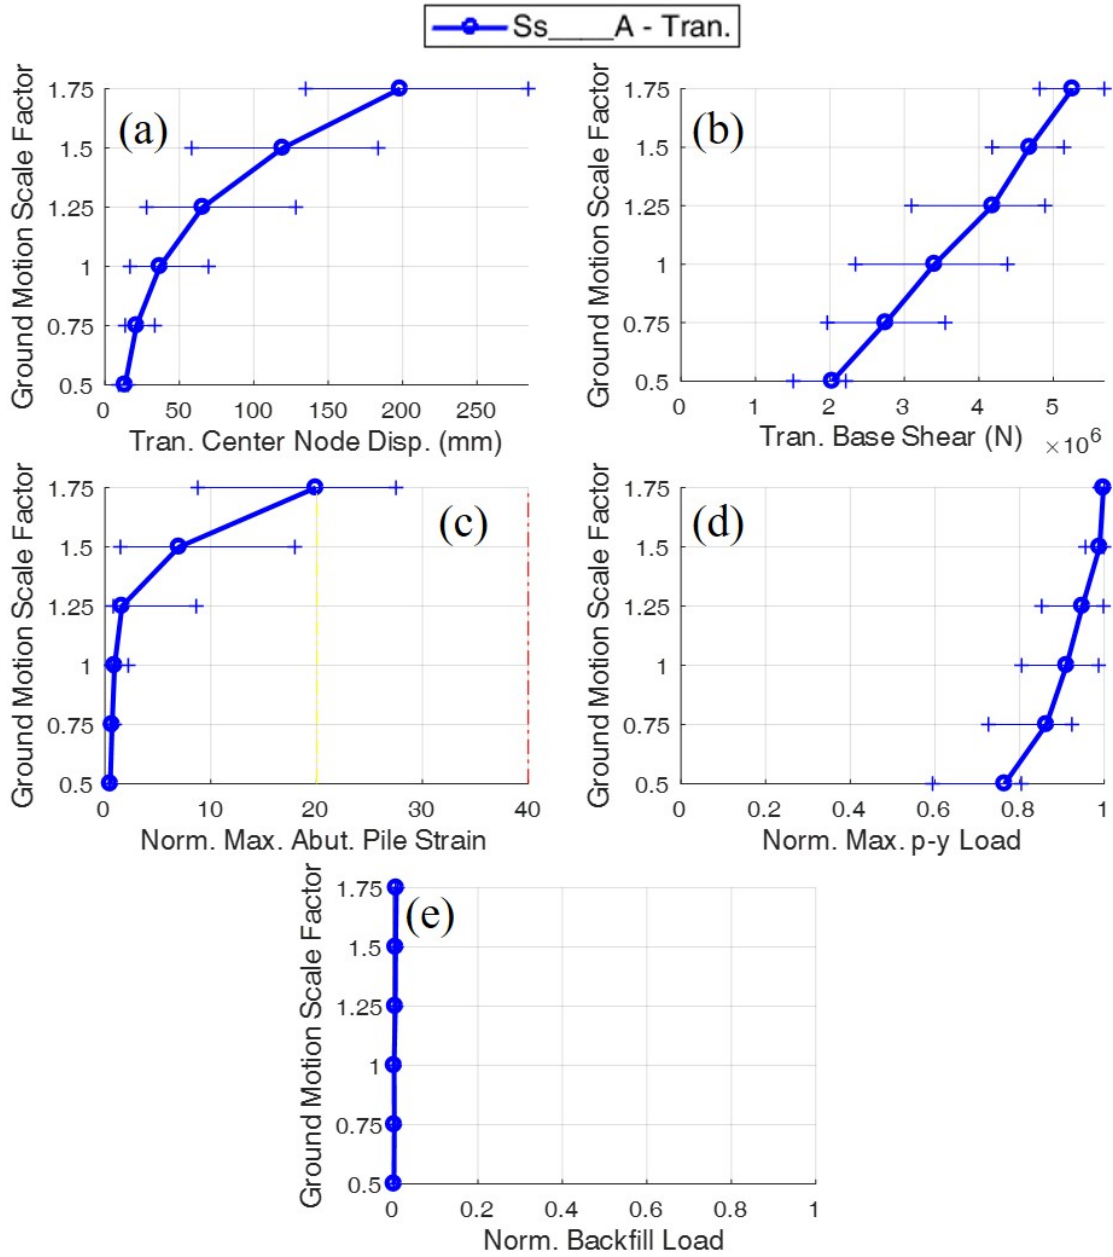 Ss____A - Tran.
Ground Motion Scale Factor
1.75
1.5
1.25
1
0.75
0.5
(a)
0 50 100 150 200 250
Tran. Center Node Disp. (mm)
Ground Motion Scale Factor
1.75
1.5
1.25
1
0.75
0.5
(b)
0 1 2 3 4 5
Tran. Base Shear (N) ×10⁶
Ground Motion Scale Factor
1.75
1.5
1.25
1
0.75
0.5
(c)
0 10 20 30 40
Norm. Max. Abut. Pile Strain
Ground Motion Scale Factor
1.75
1.5
1.25
1
0.75
0.5
(d)
0 0.2 0.4 0.6 0.8 1
Norm. Max. p-y Load
Ground Motion Scale Factor
1.75
1.5
1.25
1
0.75
0.5
(e)
0 0.2 0.4 0.6 0.8 1
Norm. Backfill Load